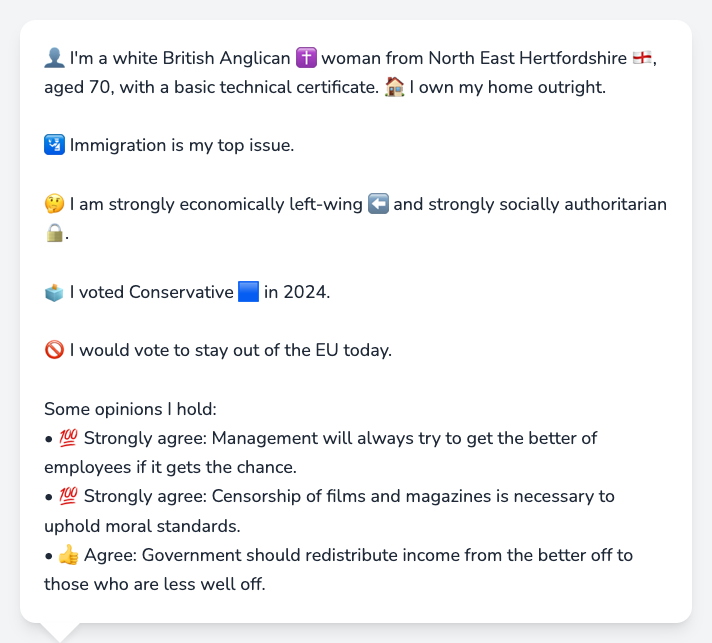 👤 I'm a white British Anglican ✝️ woman from North East Hertfordshire 🏴󠁧󠁢󠁥󠁮󠁧󠁿,
aged 70, with a basic technical certificate. 🏠 I own my home outright.
🛂 Immigration is my top issue.
🤔 I am strongly economically left-wing ⬅️ and strongly socially authoritarian
🔒.
🗳️ I voted Conservative 🟦 in 2024.
🚫 I would vote to stay out of the EU today.
Some opinions I hold:
• 💯 Strongly agree: Management will always try to get the better of
employees if it gets the chance.
• 💯 Strongly agree: Censorship of films and magazines is necessary to
uphold moral standards.
• 👍 Agree: Government should redistribute income from the better off to
those who are less well off.